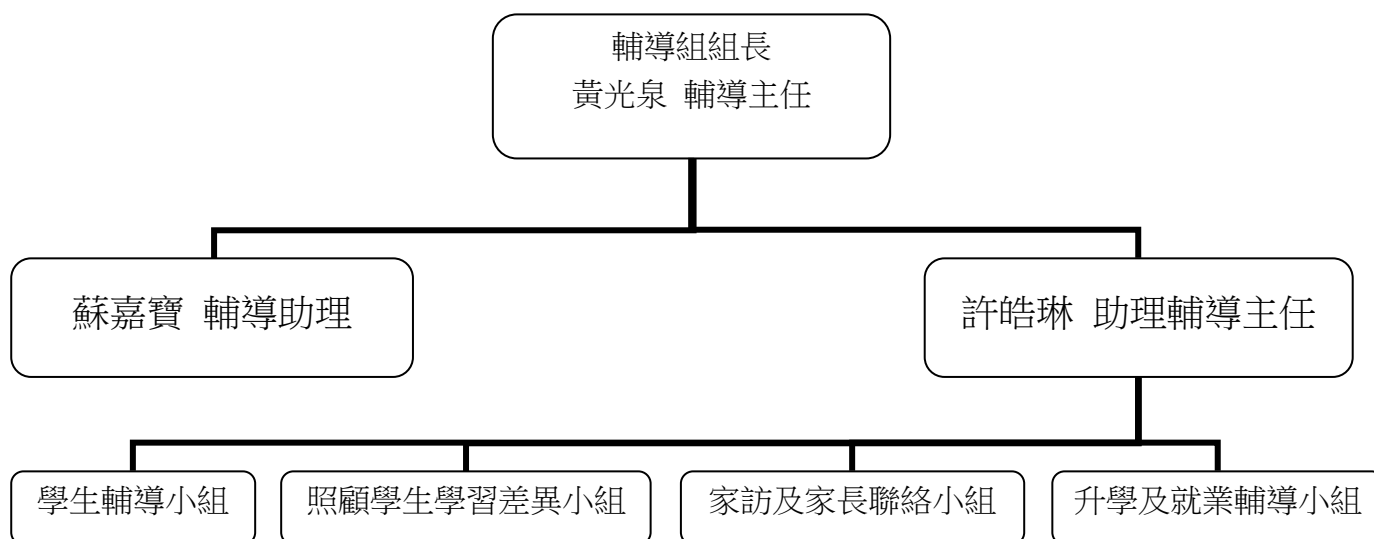 輔導組組長
黃光泉 輔導主任
蘇嘉寶 輔導助理
許皓琳 助理輔導主任
學生輔導小組
照顧學生學習差異小組
家訪及家長聯絡小組
升學及就業輔導小組